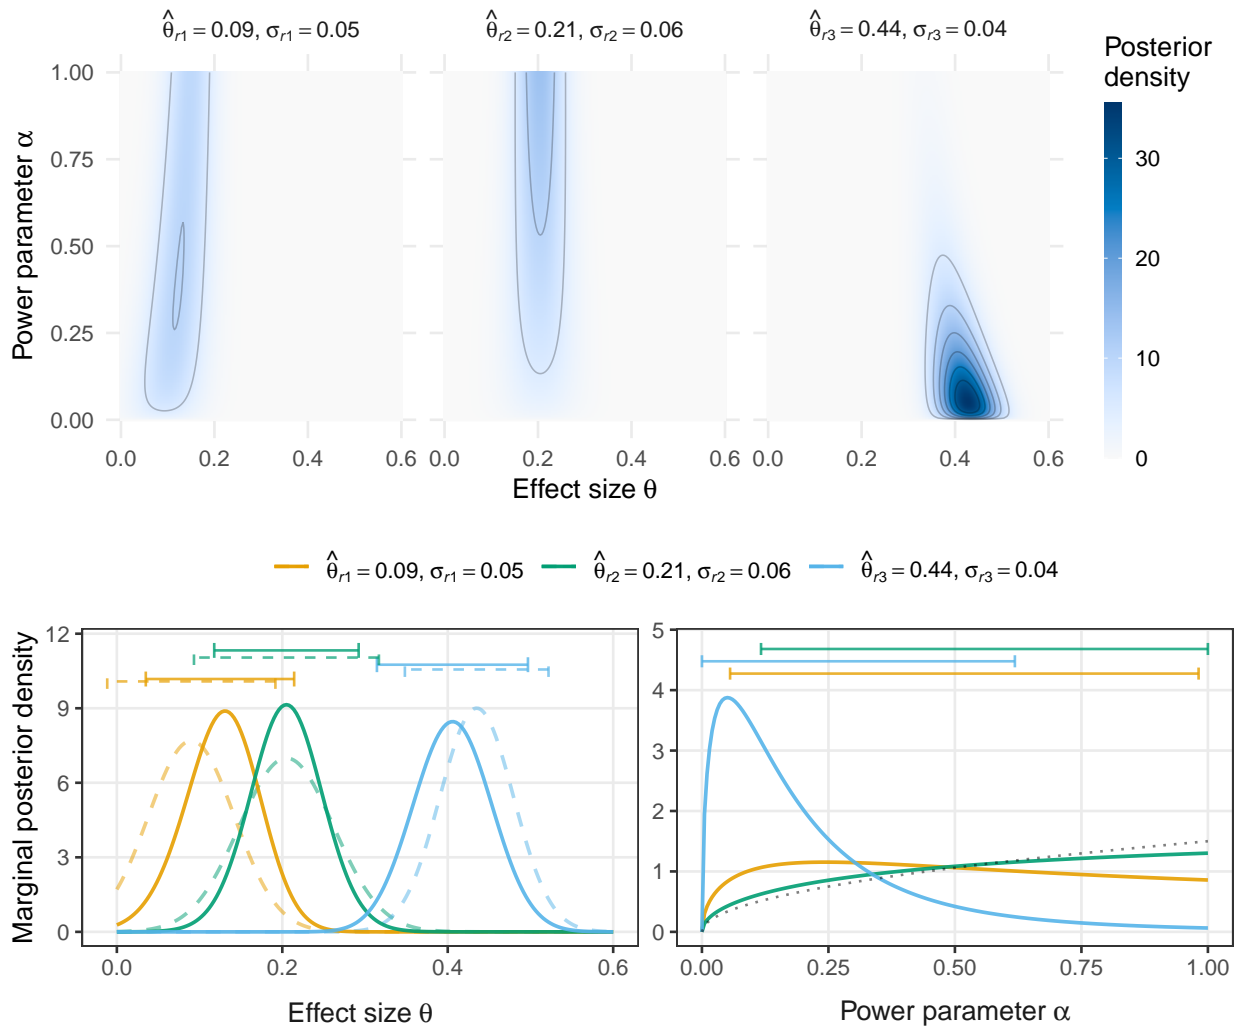 θ̂r1 = 0.09, σr1 = 0.05
θ̂r2 = 0.21, σr2 = 0.06
θ̂r3 = 0.44, σr3 = 0.04
Posterior
density
30
20
10
0
Power parameter α
1.00
0.75
0.50
0.25
0.00
0.0 0.2 0.4 0.6
0.0 0.2 0.4 0.6
0.0 0.2 0.4 0.6
Effect size θ
θ̂r1 = 0.09, σr1 = 0.05
θ̂r2 = 0.21, σr2 = 0.06
θ̂r3 = 0.44, σr3 = 0.04
Marginal posterior density
12
9
6
3
0
0.0 0.2 0.4 0.6
Effect size θ
5
4
3
2
1
0
0.00 0.25 0.50 0.75 1.00
Power parameter α